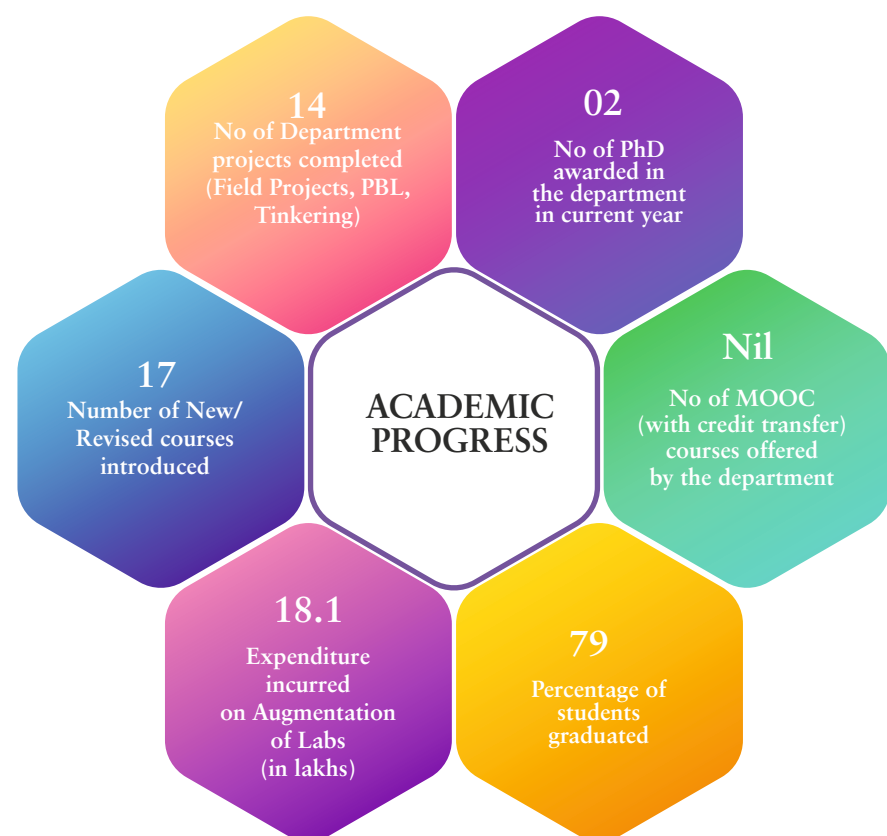 14
No of Department
projects completed
(Field Projects, PBL,
Tinkering)
02
No of PhD
awarded in
the department
in current year
17
Number of New/
Revised courses
introduced
ACADEMIC
PROGRESS
Nil
No of MOOC
(with credit transfer)
courses offered
by the department
18.1
Expenditure
incurred
on Augmentation
of Labs
(in lakhs)
79
Percentage of
students
graduated